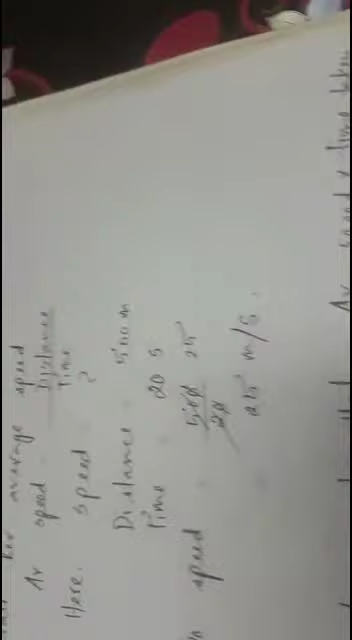 her average speed
Av speed = Distance
Time
Here, speed = ?
Distance = 500 m
Time = 20 s
speed = 500 25
20
25 m/s.
Av speed x time taken